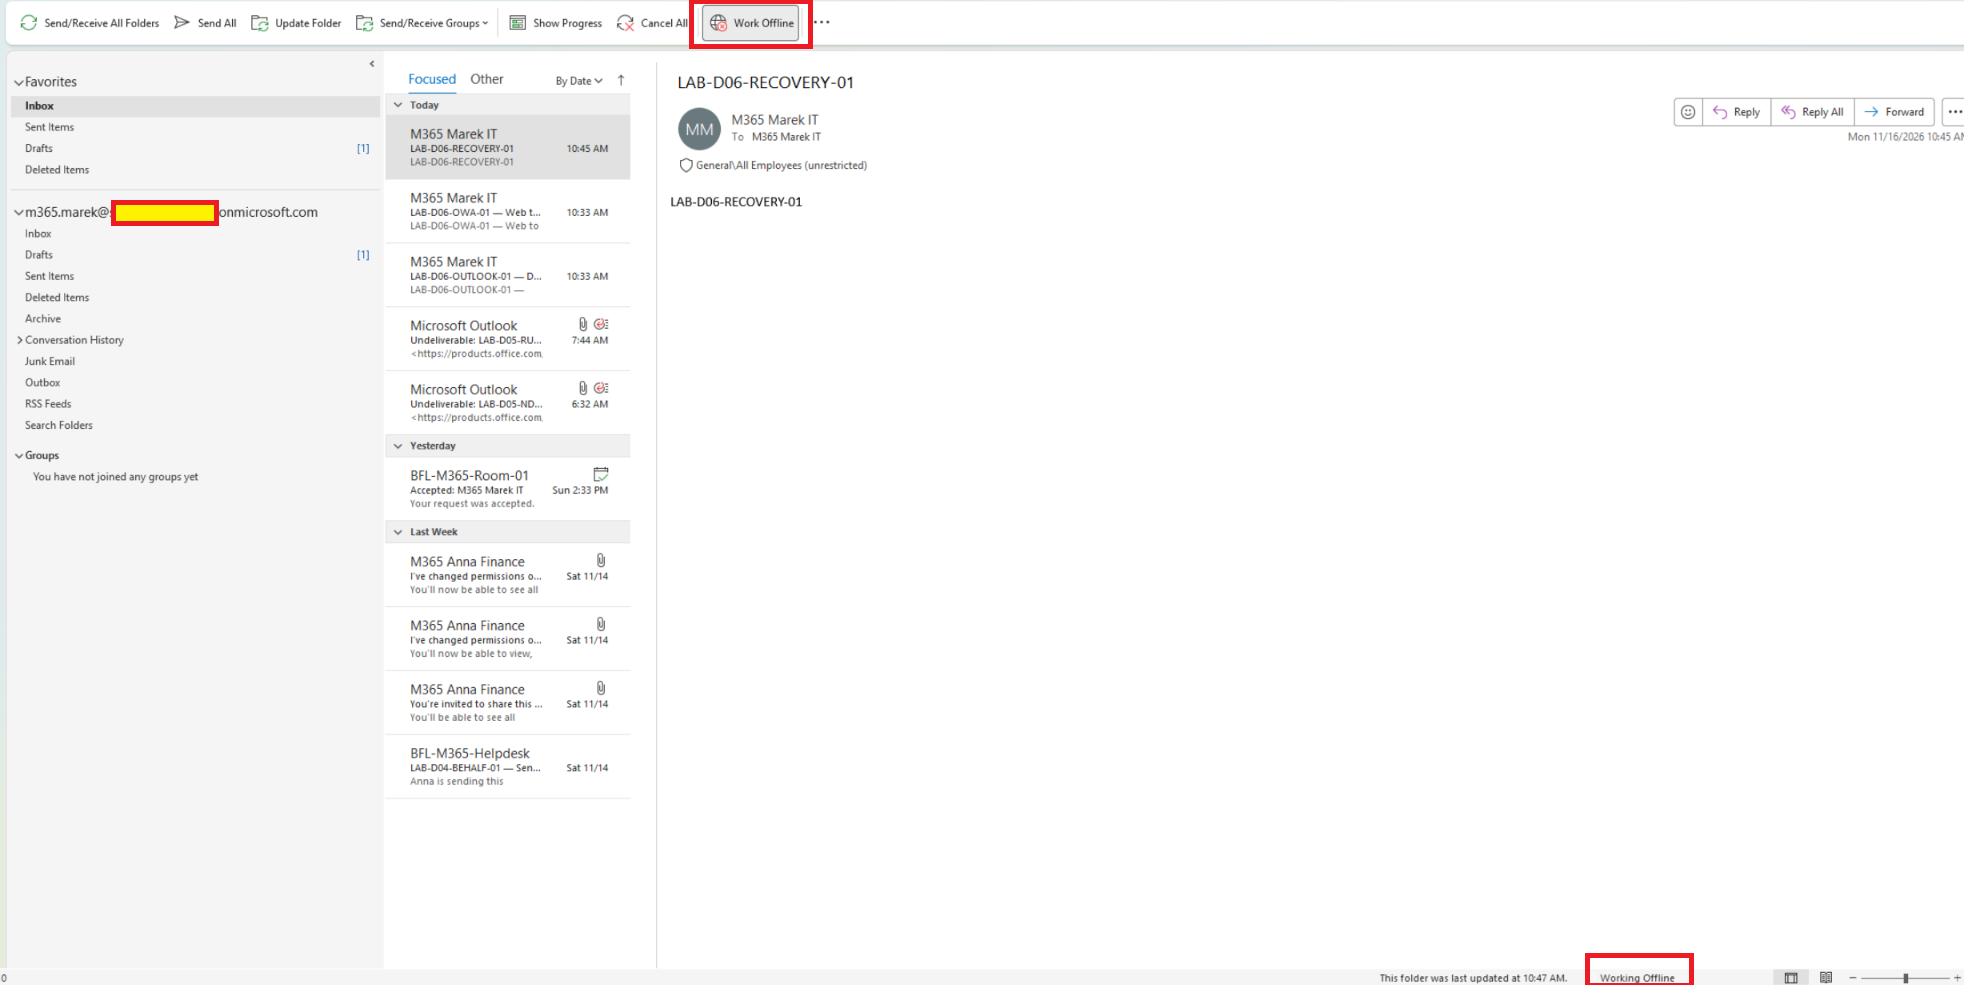 Send/Receive All Folders Send All Update Folder Send/Receive Groups Show Progress Cancel All Work Offline ...
Favorites
Inbox
Sent Items
Drafts [1]
Deleted Items
m365.marek@ onmicrosoft.com
Inbox
Drafts [1]
Sent Items
Deleted Items
Archive
Conversation History
Junk Email
Outbox
RSS Feeds
Search Folders
Groups
You have not joined any groups yet
Focused Other By Date
Today
M365 Marek IT
LAB-D06-RECOVERY-01 10:45 AM
LAB-D06-RECOVERY-01
M365 Marek IT
LAB-D06-OWA-01 — Web t... 10:33 AM
LAB-D06-OWA-01 — Web to
M365 Marek IT
LAB-D06-OUTLOOK-01 — D... 10:33 AM
LAB-D06-OUTLOOK-01 —
Microsoft Outlook
Undeliverable: LAB-D05-RU... 7:44 AM
<https://products.office.com,
Microsoft Outlook
Undeliverable: LAB-D05-ND... 6:32 AM
<https://products.office.com,
Yesterday
BFL-M365-Room-01
Accepted: M365 Marek IT Sun 2:33 PM
Your request was accepted.
Last Week
M365 Anna Finance
I've changed permissions o... Sat 11/14
You'll now be able to see all
M365 Anna Finance
I've changed permissions o... Sat 11/14
You'll now be able to view,
M365 Anna Finance
You're invited to share this ... Sat 11/14
You'll be able to see all
BFL-M365-Helpdesk
LAB-D04-BEHALF-01 — Sen... Sat 11/14
Anna is sending this
LAB-D06-RECOVERY-01
MM
M365 Marek IT
To M365 Marek IT
Reply Reply All Forward ...
Mon 11/16/2026 10:45 AM
General\All Employees (unrestricted)
LAB-D06-RECOVERY-01
0
This folder was last updated at 10:47 AM. Working Offline